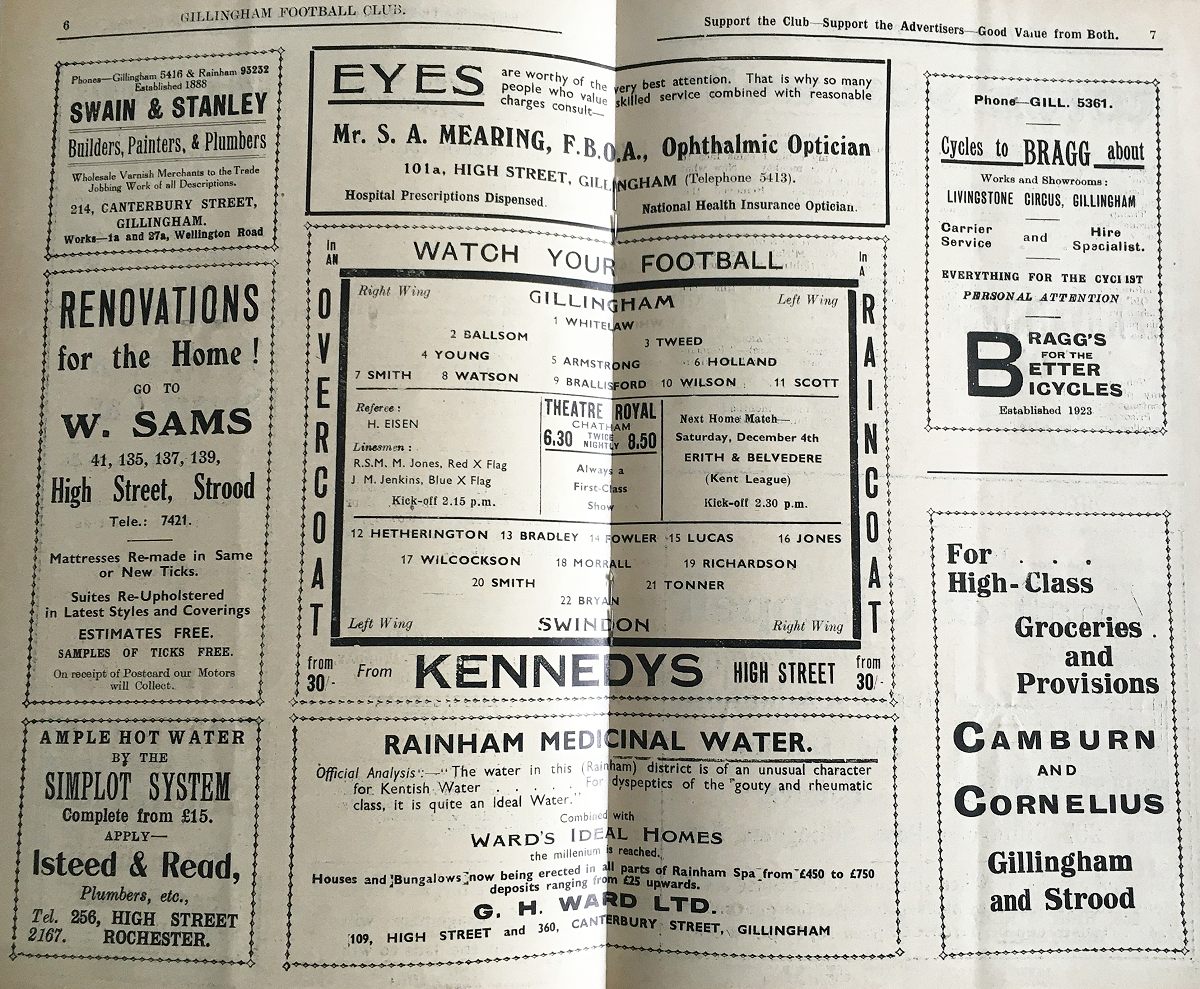 6
GILLINGHAM FOOTBALL CLUB.
Phones—Gillingham 5416 & Rainham 93232
Established 1888
SWAIN & STANLEY
Builders, Painters, & Plumbers
Wholesale Varnish Merchants to the Trade
Jobbing Work of all Descriptions.
214, CANTERBURY STREET,
GILLINGHAM.
Works—1a and 27a, Wellington Road
RENOVATIONS
for the Home !
GO TO
W. SAMS
41, 135, 137, 139,
High Street, Strood
Tele.: 7421.
Mattresses Re-made in Same
or New Ticks.
Suites Re-Upholstered
in Latest Styles and Coverings
ESTIMATES FREE.
SAMPLES OF TICKS FREE.
On receipt of Postcard our Motors
will Collect.
AMPLE HOT WATER
BY THE
SIMPLOT SYSTEM
Complete from £15.
APPLY—
Isteed & Read,
Plumbers, etc.,
Tel. 256, HIGH STREET
2167. ROCHESTER.
EYES are worthy of the very best attention. That is why so many
people who value skilled service combined with reasonable
charges consult—
Mr. S. A. MEARING, F.B.O.A., Ophthalmic Optician
101a, HIGH STREET, GILLINGHAM (Telephone 5413).
Hospital Prescriptions Dispensed. National Health Insurance Optician.
In AN WATCH YOUR FOOTBALL In A
OVERCOAT
RAINCOAT
Right Wing GILLINGHAM Left Wing
1 WHITELAW
2 BALLSOM 3 TWEED
4 YOUNG 5 ARMSTRONG 6 HOLLAND
7 SMITH 8 WATSON 9 BRALLISFORD 10 WILSON 11 SCOTT
Referee :
H. EISEN
Linesmen :
R.S.M. M. Jones, Red X Flag
J M. Jenkins, Blue X Flag
Kick-off 2.15 p.m.
THEATRE ROYAL
CHATHAM
6.30 TWICE NIGHTLY 8.50
Always a
First-Class
Show
Next Home Match—
Saturday, December 4th
ERITH & BELVEDERE
(Kent League)
Kick-off 2.30 p.m.
12 HETHERINGTON 13 BRADLEY 14 FOWLER 15 LUCAS 16 JONES
17 WILCOCKSON 18 MORRALL 19 RICHARDSON
20 SMITH 21 TONNER
22 BRYAN
Left Wing SWINDON Right Wing
from 30/- From KENNEDYS HIGH STREET from 30/-
RAINHAM MEDICINAL WATER.
Official Analysis :—"The water in this (Rainham) district is of an unusual character
for Kentish Water . . . . . For dyspeptics of the "gouty and rheumatic
class, it is quite an Ideal Water."
Combined with
WARD'S IDEAL HOMES
the millenium is reached.
Houses and Bungalows now being erected in all parts of Rainham Spa from £450 to £750
deposits ranging from £25 upwards.
G. H. WARD LTD.
109, HIGH STREET and 360, CANTERBURY STREET, GILLINGHAM
Support the Club—Support the Advertisers—Good Value from Both. 7
Phone—GILL. 5361.
Cycles to BRAGG about
Works and Showrooms :
LIVINGSTONE CIRCUS, GILLINGHAM
Carrier Service and Hire Specialist.
EVERYTHING FOR THE CYCLIST
PERSONAL ATTENTION
BRAGG'S
FOR THE
BETTER
BICYCLES
Established 1923
For . . .
High-Class
Groceries
and
Provisions
CAMBURN
AND
CORNELIUS
Gillingham
and Strood